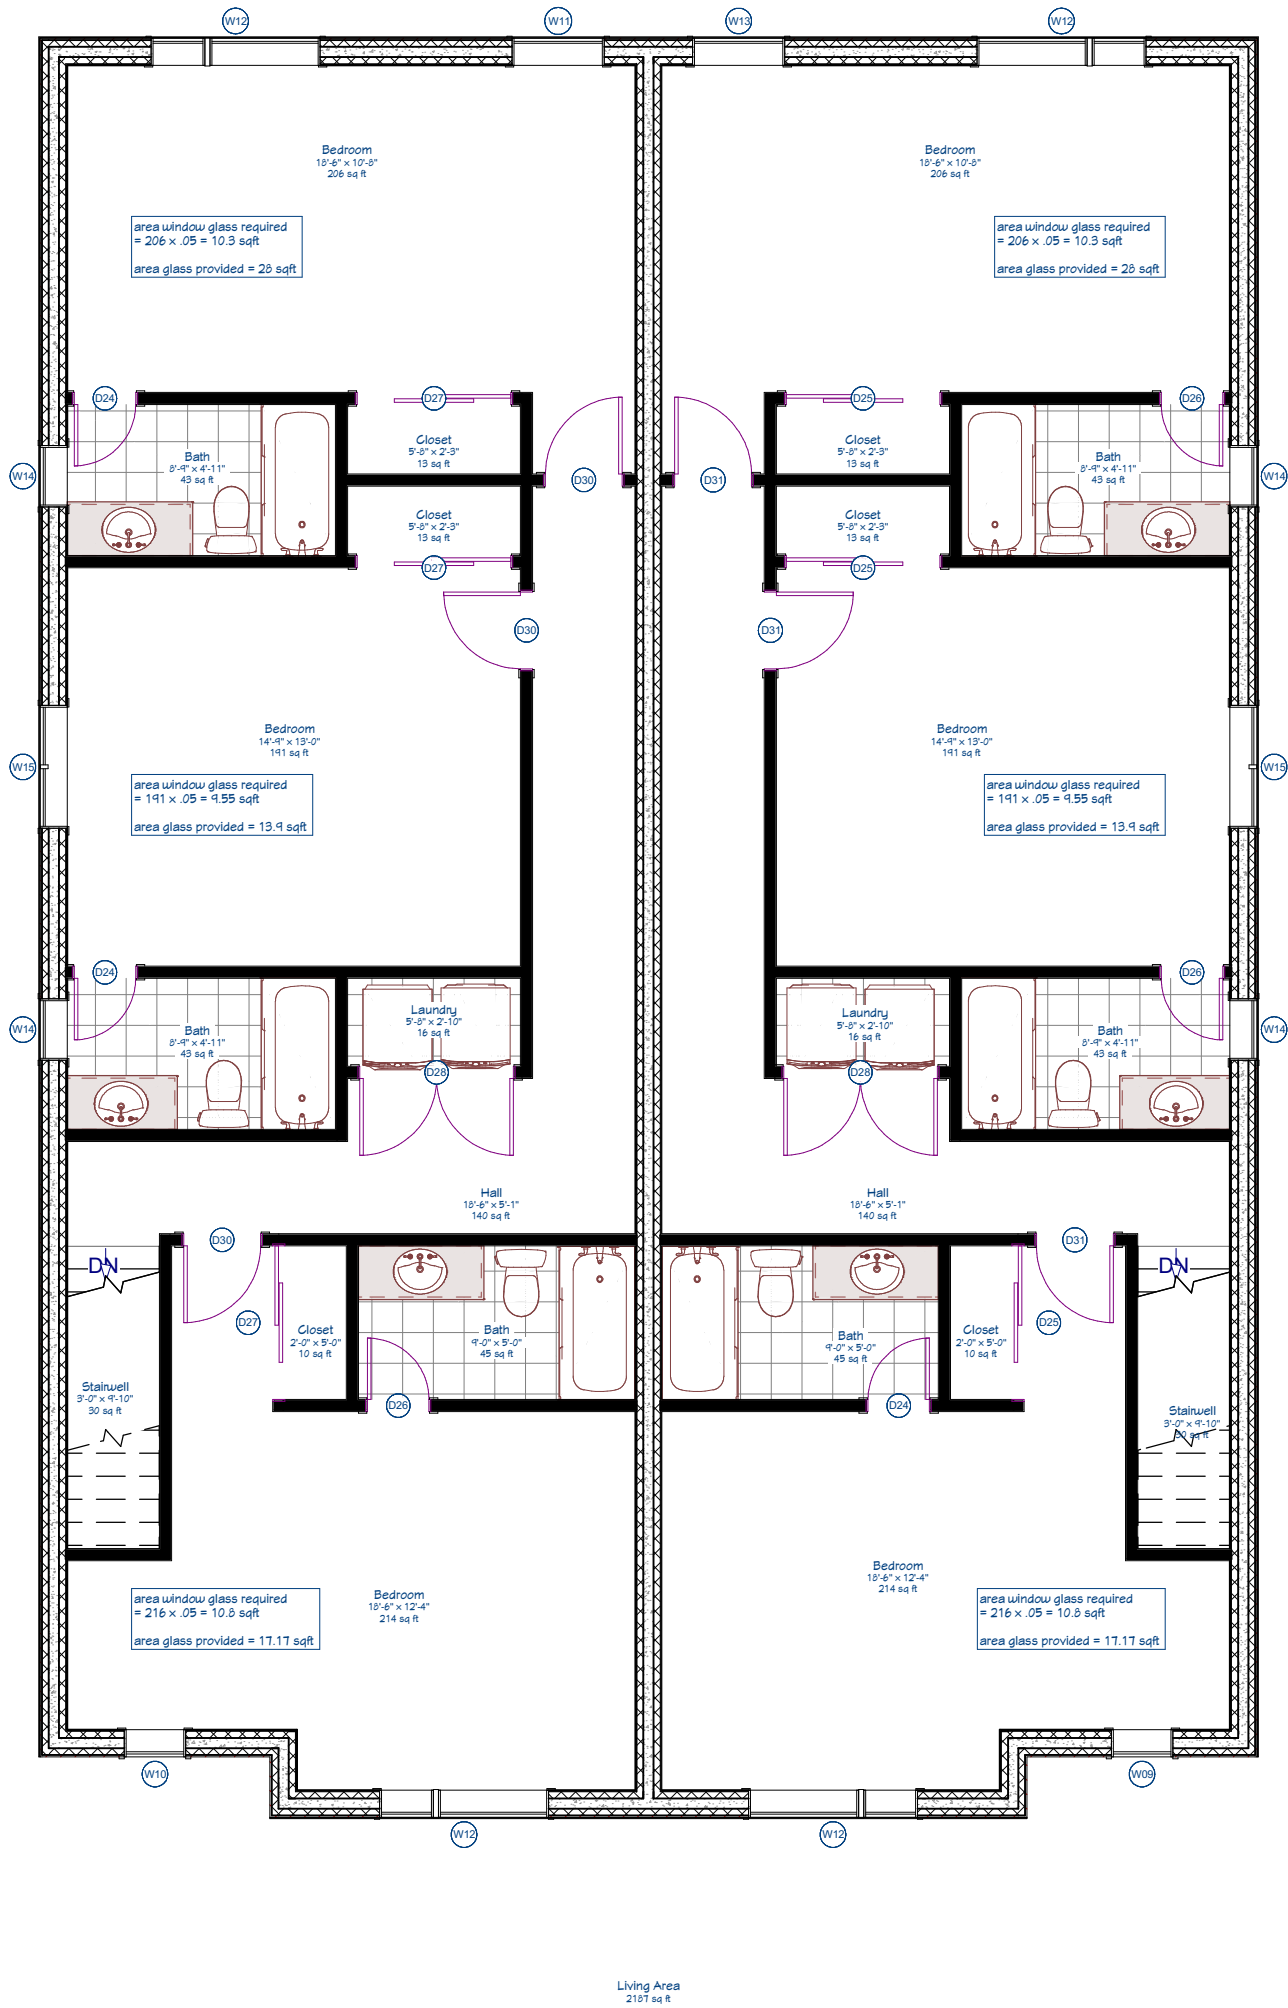 W12
W11
W13
W12
Bedroom
18'-6" x 10'-8"
206 sq ft
Bedroom
18'-6" x 10'-8"
206 sq ft
area window glass required
= 206 x .05 = 10.3 sqft
area glass provided = 28 sqft
area window glass required
= 206 x .05 = 10.3 sqft
area glass provided = 28 sqft
D24
D27
D25
D26
Closet
5'-8" x 2'-3"
13 sq ft
Closet
5'-8" x 2'-3"
13 sq ft
W14
Bath
8'-9" x 4'-11"
43 sq ft
D30
D31
Bath
8'-9" x 4'-11"
43 sq ft
W14
Closet
5'-8" x 2'-3"
13 sq ft
Closet
5'-8" x 2'-3"
13 sq ft
D27
D25
D30
D31
Bedroom
14'-9" x 13'-0"
191 sq ft
Bedroom
14'-9" x 13'-0"
191 sq ft
W15
W15
area window glass required
= 191 x .05 = 9.55 sqft
area glass provided = 13.9 sqft
area window glass required
= 191 x .05 = 9.55 sqft
area glass provided = 13.9 sqft
D24
D26
W14
Bath
8'-9" x 4'-11"
43 sq ft
Laundry
5'-8" x 2'-10"
16 sq ft
Laundry
5'-8" x 2'-10"
16 sq ft
Bath
8'-9" x 4'-11"
43 sq ft
W14
D28
D28
Hall
18'-6" x 5'-1"
140 sq ft
Hall
18'-6" x 5'-1"
140 sq ft
D30
D31
DN
DN
D27
Closet
2'-0" x 5'-0"
10 sq ft
Bath
9'-0" x 5'-0"
45 sq ft
Bath
9'-0" x 5'-0"
45 sq ft
Closet
2'-0" x 5'-0"
10 sq ft
D25
Stairwell
3'-0" x 9'-10"
30 sq ft
D26
D24
Stairwell
3'-0" x 9'-10"
30 sq ft
Bedroom
18'-6" x 12'-4"
214 sq ft
Bedroom
18'-6" x 12'-4"
214 sq ft
area window glass required
= 216 x .05 = 10.8 sqft
area glass provided = 17.17 sqft
area window glass required
= 216 x .05 = 10.8 sqft
area glass provided = 17.17 sqft
W10
W09
W12
W12
Living Area
2187 sq ft